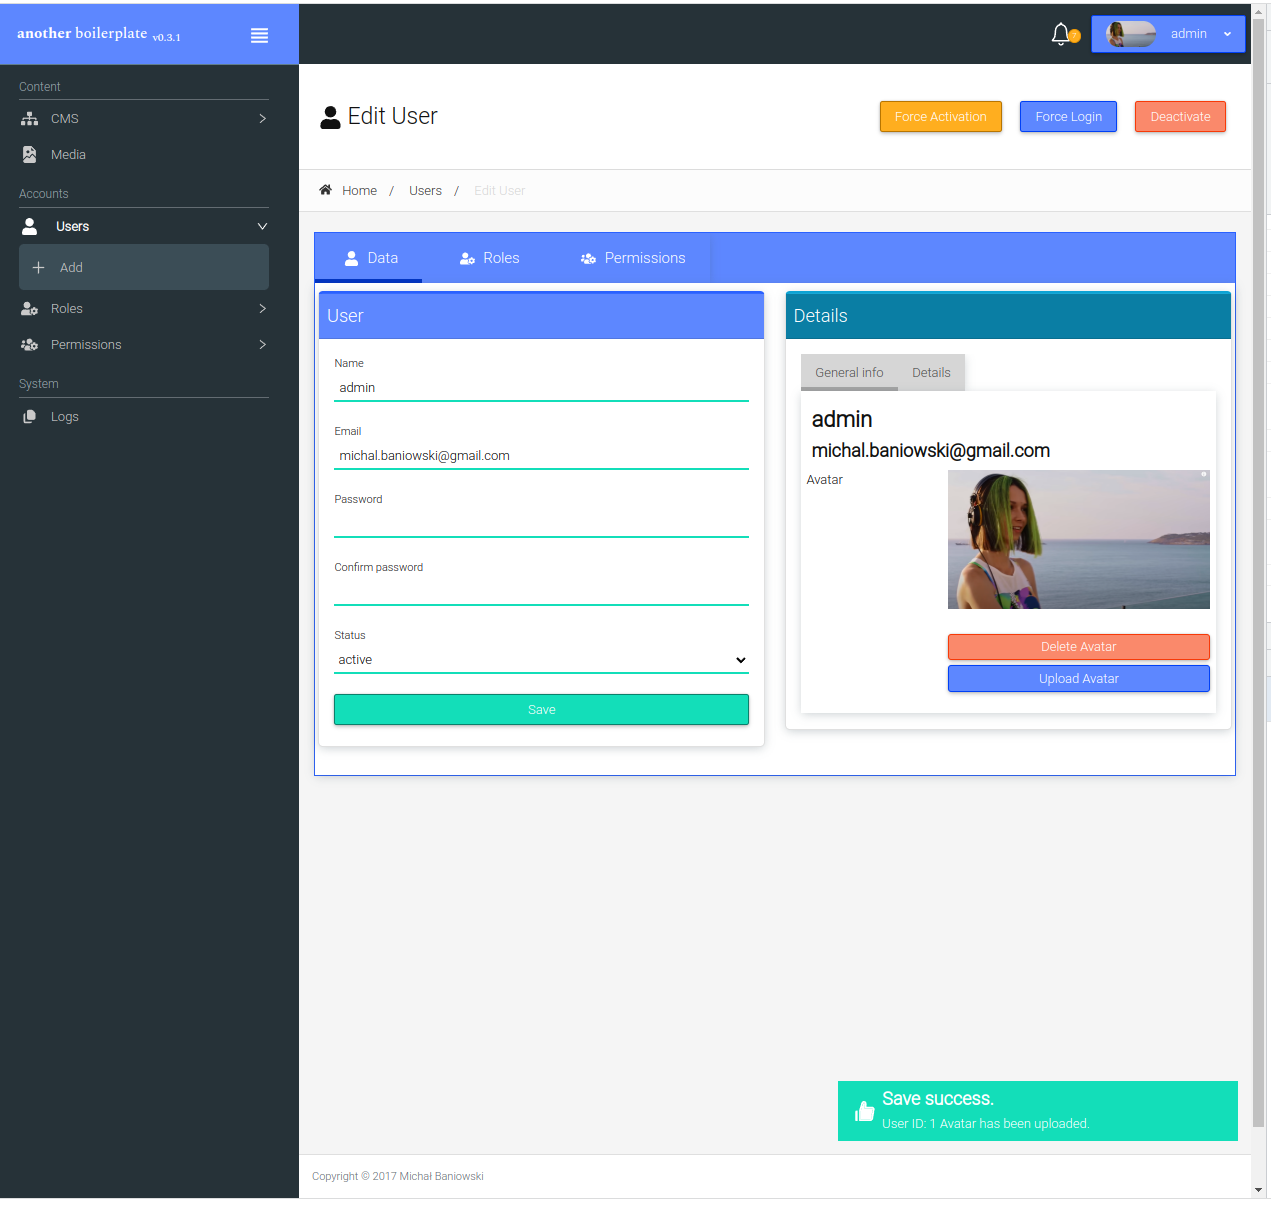 another boilerplate v0.3.1
admin
Content
CMS
Media
Accounts
Users
Add
Roles
Permissions
System
Logs
Edit User
Force Activation
Force Login
Deactivate
Home / Users / Edit User
Data
Roles
Permissions
User
Name
admin
Email
michal.baniowski@gmail.com
Password
Confirm password
Status
active
Save
Details
General info
Details
admin
michal.baniowski@gmail.com
Avatar
Delete Avatar
Upload Avatar
Save success.
User ID: 1 Avatar has been uploaded.
Copyright © 2017 Michał Baniowski